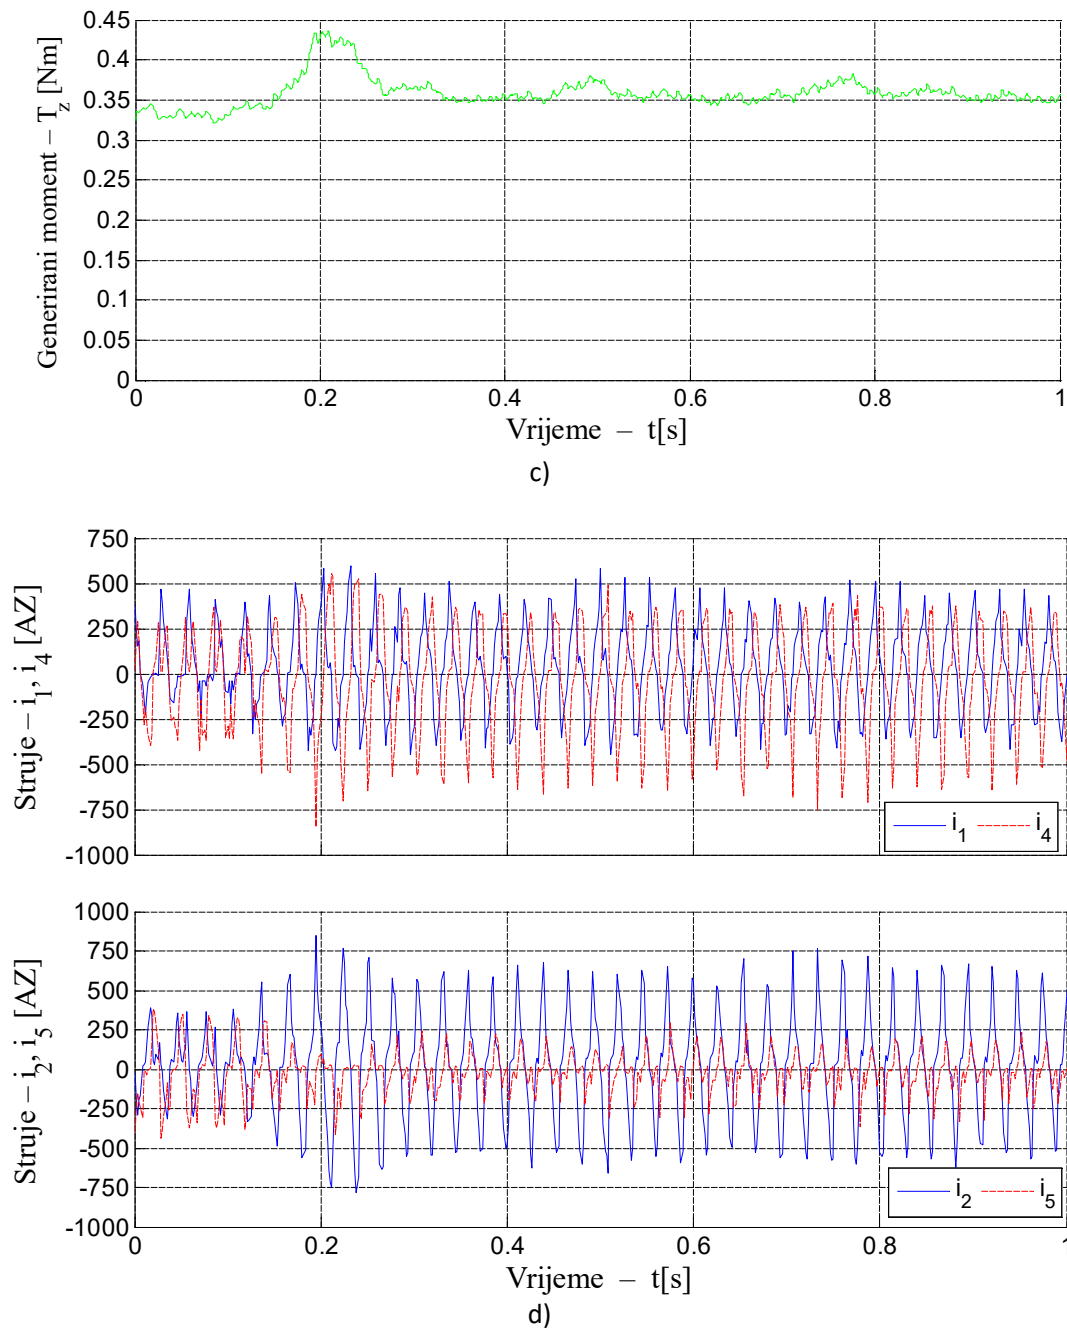 Generirani moment – T_z [Nm]
0.45
0.4
0.35
0.3
0.25
0.2
0.15
0.1
0.05
0
0 0.2 0.4 0.6 0.8 1
Vrijeme – t[s]
c)
Struje – i_1, i_4 [AZ]
750
500
250
0
-250
-500
-750
-1000
i_1 i_4
Struje – i_2, i_5 [AZ]
1000
750
500
250
0
-250
-500
-750
-1000
i_2 i_5
0 0.2 0.4 0.6 0.8 1
Vrijeme – t[s]
d)